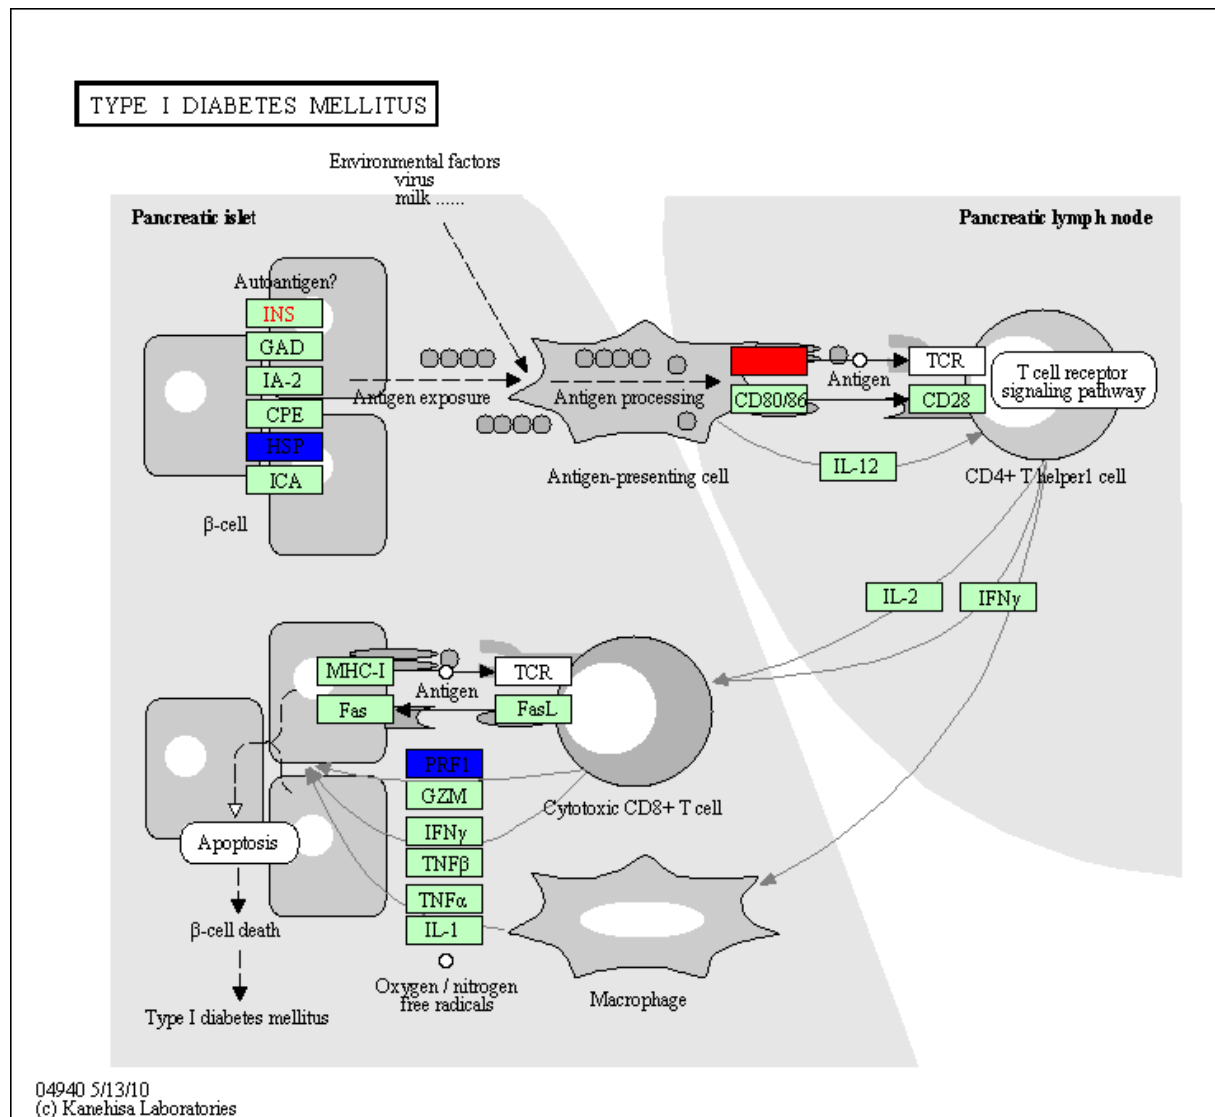 TYPE I DIABETES MELLITUS
Environmental factors
virus
milk ......
Pancreatic islet
Pancreatic lymph node
Autoantigen?
INS
GAD
IA-2
CPE
HSP
ICA
β-cell
Antigen exposure
Antigen processing
CD80/86
Antigen
TCR
CD28
T cell receptor
signaling pathway
Antigen-presenting cell
IL-12
CD4+ T helper1 cell
IL-2
IFNγ
MHC-I
Antigen
TCR
Fas
FasL
PRF1
GZM
IFNγ
TNFβ
TNFα
IL-1
Cytotoxic CD8+ T cell
Apoptosis
β-cell death
Type I diabetes mellitus
Oxygen / nitrogen
free radicals
Macrophage
04940 5/13/10
(c) Kanehisa Laboratories